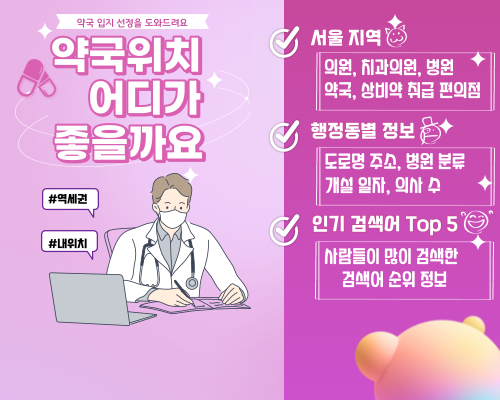 약국 입지 선정을 도와드려요
약국위치
어디가
좋을까요
#역세권
#내위치
서울 지역
의원, 치과의원, 병원
약국, 상비약 취급 편의점
행정동별 정보
도로명 주소, 병원 분류
개설 일자, 의사 수
인기 검색어 Top 5
사람들이 많이 검색한
검색어 순위 정보